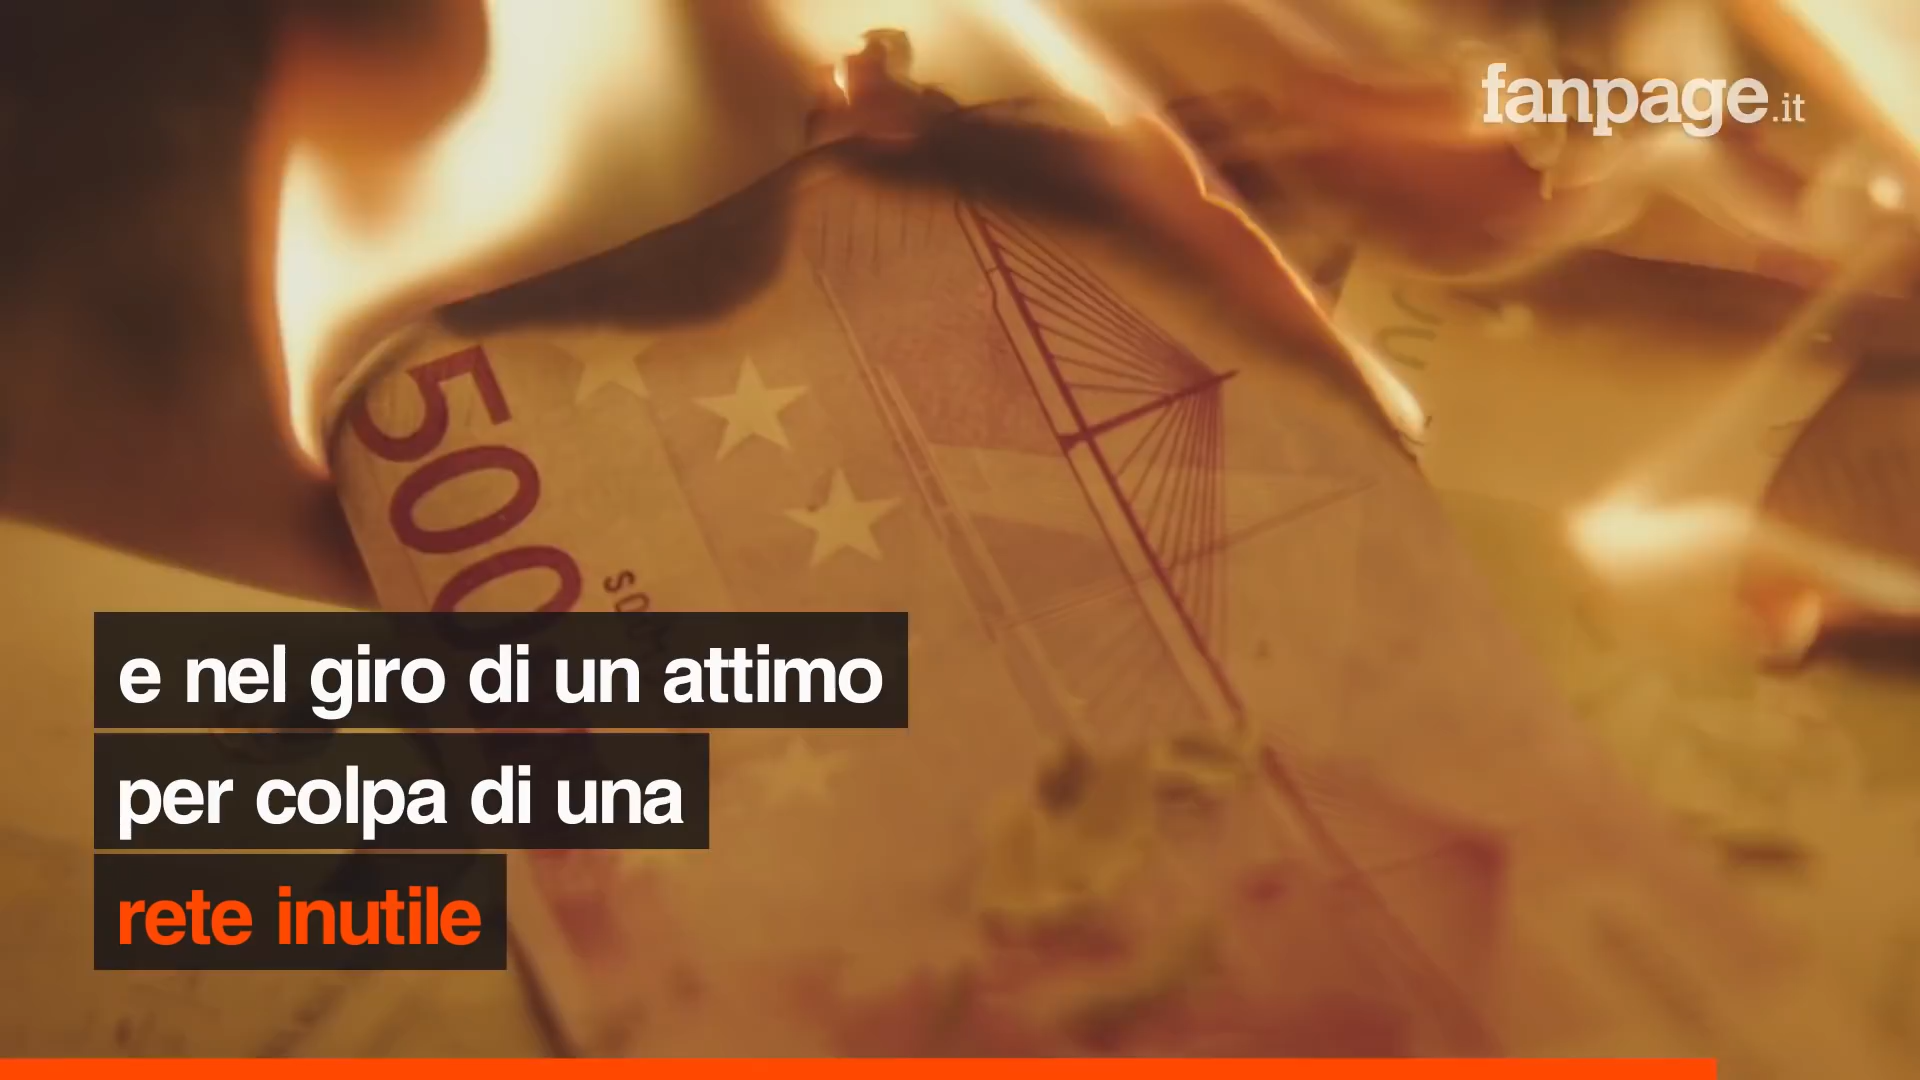 fanpage.it
500
e nel giro di un attimo
per colpa di una
rete inutile